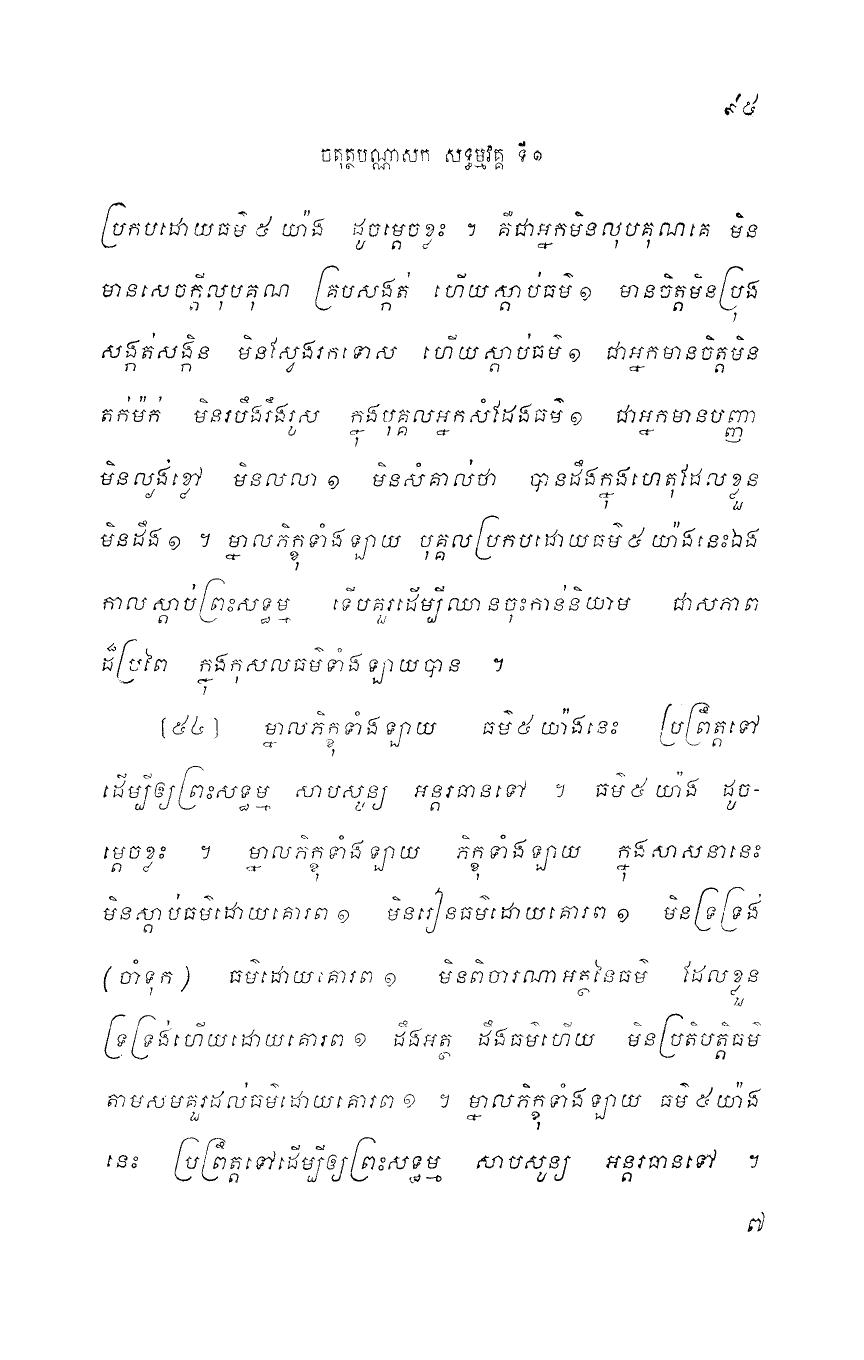 ៩៥
ចតុត្ថបណ្ណាសក សទ្ធម្មវគ្គ ទី១
ប្រកបដោយធម៌ ៥ យ៉ាង ដូចម្តេចខ្លះ ។ គឺជាអ្នកមិនលុបគុណគេ មិន
មានសេចក្តីលុបគុណ គ្របសង្កត់ ហើយស្តាប់ធម៌ ១ មានចិត្តមិនប្រុង
សង្កត់សង្កិន មិនស្វែងរកទោស ហើយស្តាប់ធម៌ ១ ជាអ្នកមានចិត្តមិន
តក់ម៉ក់ មិនរបឹងរឹងរូស ក្នុងបុគ្គលអ្នកសំដែងធម៌ ១ ជាអ្នកមានបញ្ញា
មិនល្ងង់ខ្លៅ មិនលលា ១ មិនសំគាល់ថា បានដឹងក្នុងហេតុដែលខ្លួន
មិនដឹង ១ ។ ម្នាលភិក្ខុទាំងឡាយ បុគ្គលប្រកបដោយធម៌ ៥ យ៉ាងនេះឯង
កាលស្តាប់ព្រះសទ្ធម្ម ទើបគួរដើម្បីឈានចុះកាន់និយាម ជាសភាព
ដ៏ប្រពៃ ក្នុងកុសលធម៌ទាំងឡាយបាន ។
[៥៤] ម្នាលភិក្ខុទាំងឡាយ ធម៌ ៥ យ៉ាងនេះ ប្រព្រឹត្តទៅ
ដើម្បីឲ្យព្រះសទ្ធម្ម សាបសូន្យ អន្តរធានទៅ ។ ធម៌ ៥ យ៉ាង ដូច-
ម្តេចខ្លះ ។ ម្នាលភិក្ខុទាំងឡាយ ភិក្ខុទាំងឡាយ ក្នុងសាសនានេះ
មិនស្តាប់ធម៌ដោយគោរព ១ មិនរៀនធម៌ដោយគោរព ១ មិនទ្រទ្រង់
(ចាំទុក) ធម៌ដោយគោរព ១ មិនពិចារណាអត្ថនៃធម៌ ដែលខ្លួន
ទ្រទ្រង់ហើយដោយគោរព ១ ដឹងអត្ថ ដឹងធម៌ហើយ មិនប្រតិបត្តិធម៌
តាមសមគួរដល់ធម៌ដោយគោរព ១ ។ ម្នាលភិក្ខុទាំងឡាយ ធម៌ ៥ យ៉ាង
នេះ ប្រព្រឹត្តទៅដើម្បីឲ្យព្រះសទ្ធម្ម សាបសូន្យ អន្តរធានទៅ ។
៧